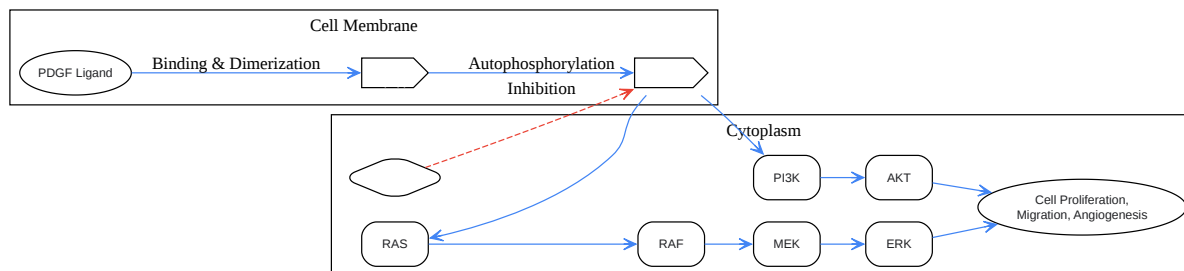 Cell Membrane
PDGF Ligand
Binding & Dimerization
Autophosphorylation
Inhibition
Cytoplasm
PI3K
AKT
Cell Proliferation,
Migration, Angiogenesis
RAS
RAF
MEK
ERK